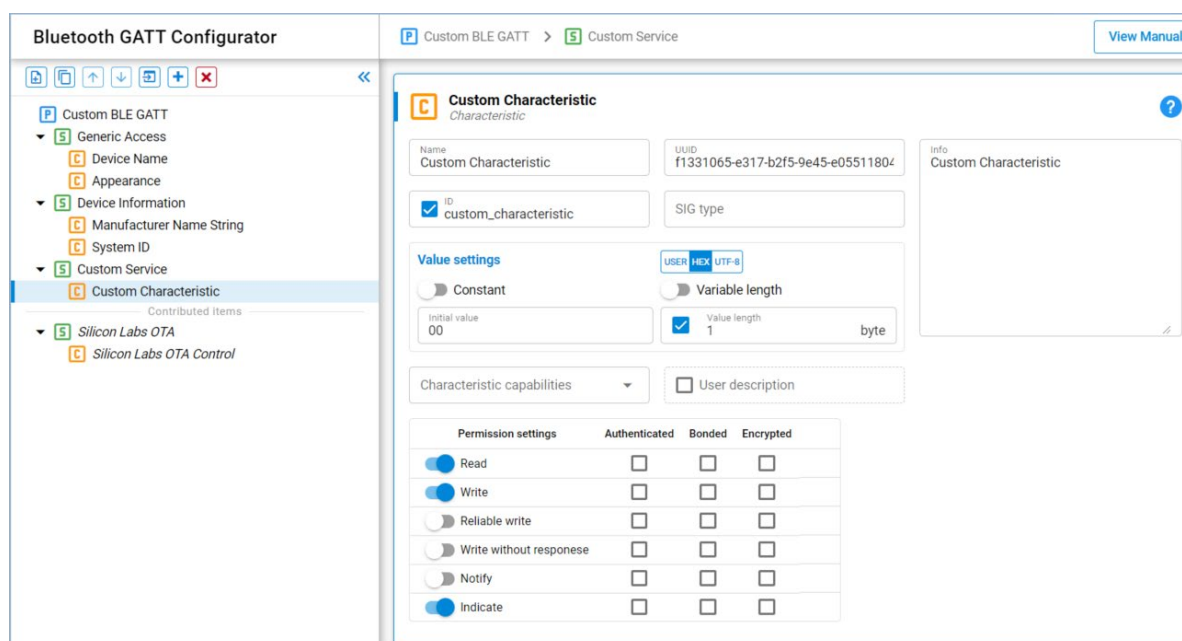 Bluetooth GATT Configurator
P Custom BLE GATT > S Custom Service
View Manual
P Custom BLE GATT
S Generic Access
C Device Name
C Appearance
S Device Information
C Manufacturer Name String
C System ID
S Custom Service
C Custom Characteristic
Contributed Items
S Silicon Labs OTA
C Silicon Labs OTA Control
C Custom Characteristic
Characteristic
?
Name
Custom Characteristic
UUID
f1331065-e317-b2f5-9e45-e05511804
Info
Custom Characteristic
ID
custom_characteristic
SIG type
Value settings
USER HEX UTF-8
Constant
Variable length
Initial value
00
Value length
1 byte
Characteristic capabilities
User description
Permission settings Authenticated Bonded Encrypted
Read
Write
Reliable write
Write without responese
Notify
Indicate